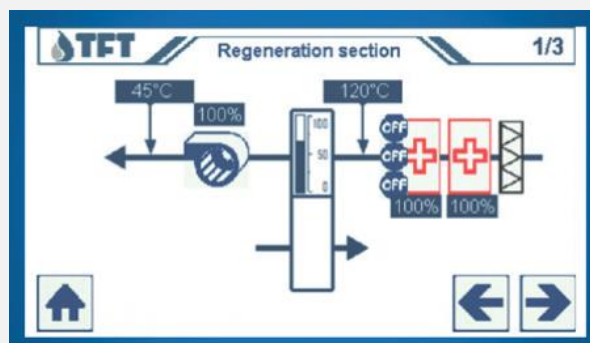 TFT
Regeneration section
1/3
45°C
100%
120°C
100
50
0
OFF
OFF
OFF
100%
100%